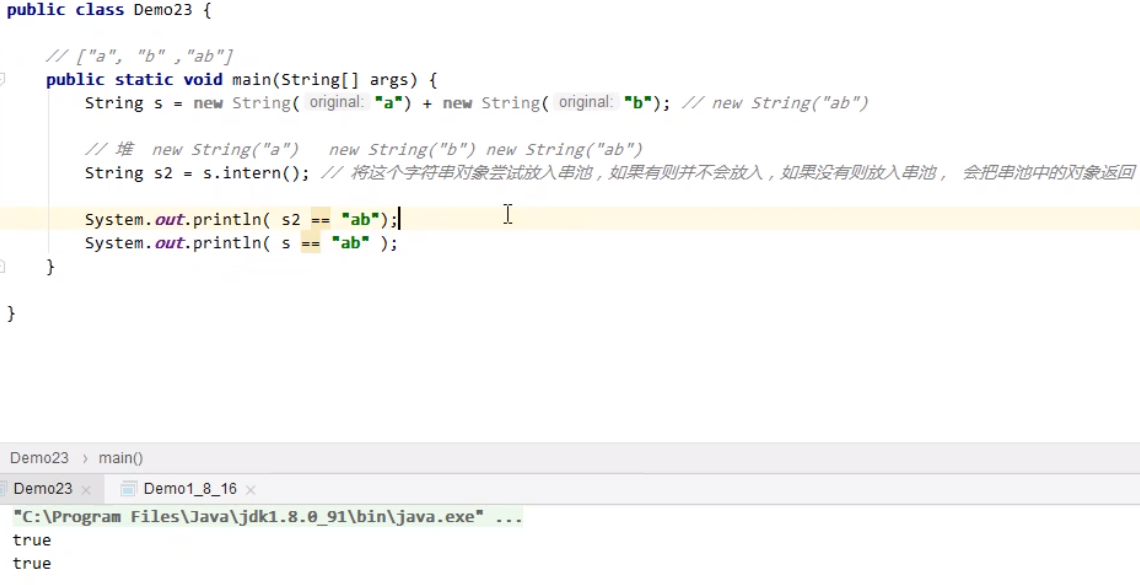 public class Demo23 {
// ["a", "b" ,"ab"]
public static void main(String[] args) {
String s = new String( original: "a") + new String( original: "b"); // new String("ab")
// 堆  new String("a")   new String("b") new String("ab")
String s2 = s.intern(); // 将这个字符串对象尝试放入串池，如果有则并不会放入，如果没有则放入串池， 会把串池中的对象返回
System.out.println( s2 == "ab");
System.out.println( s == "ab" );
}
}
Demo23 › main()
Demo23 × Demo1_8_16 ×
"C:\Program Files\Java\jdk1.8.0_91\bin\java.exe" ...
true
true